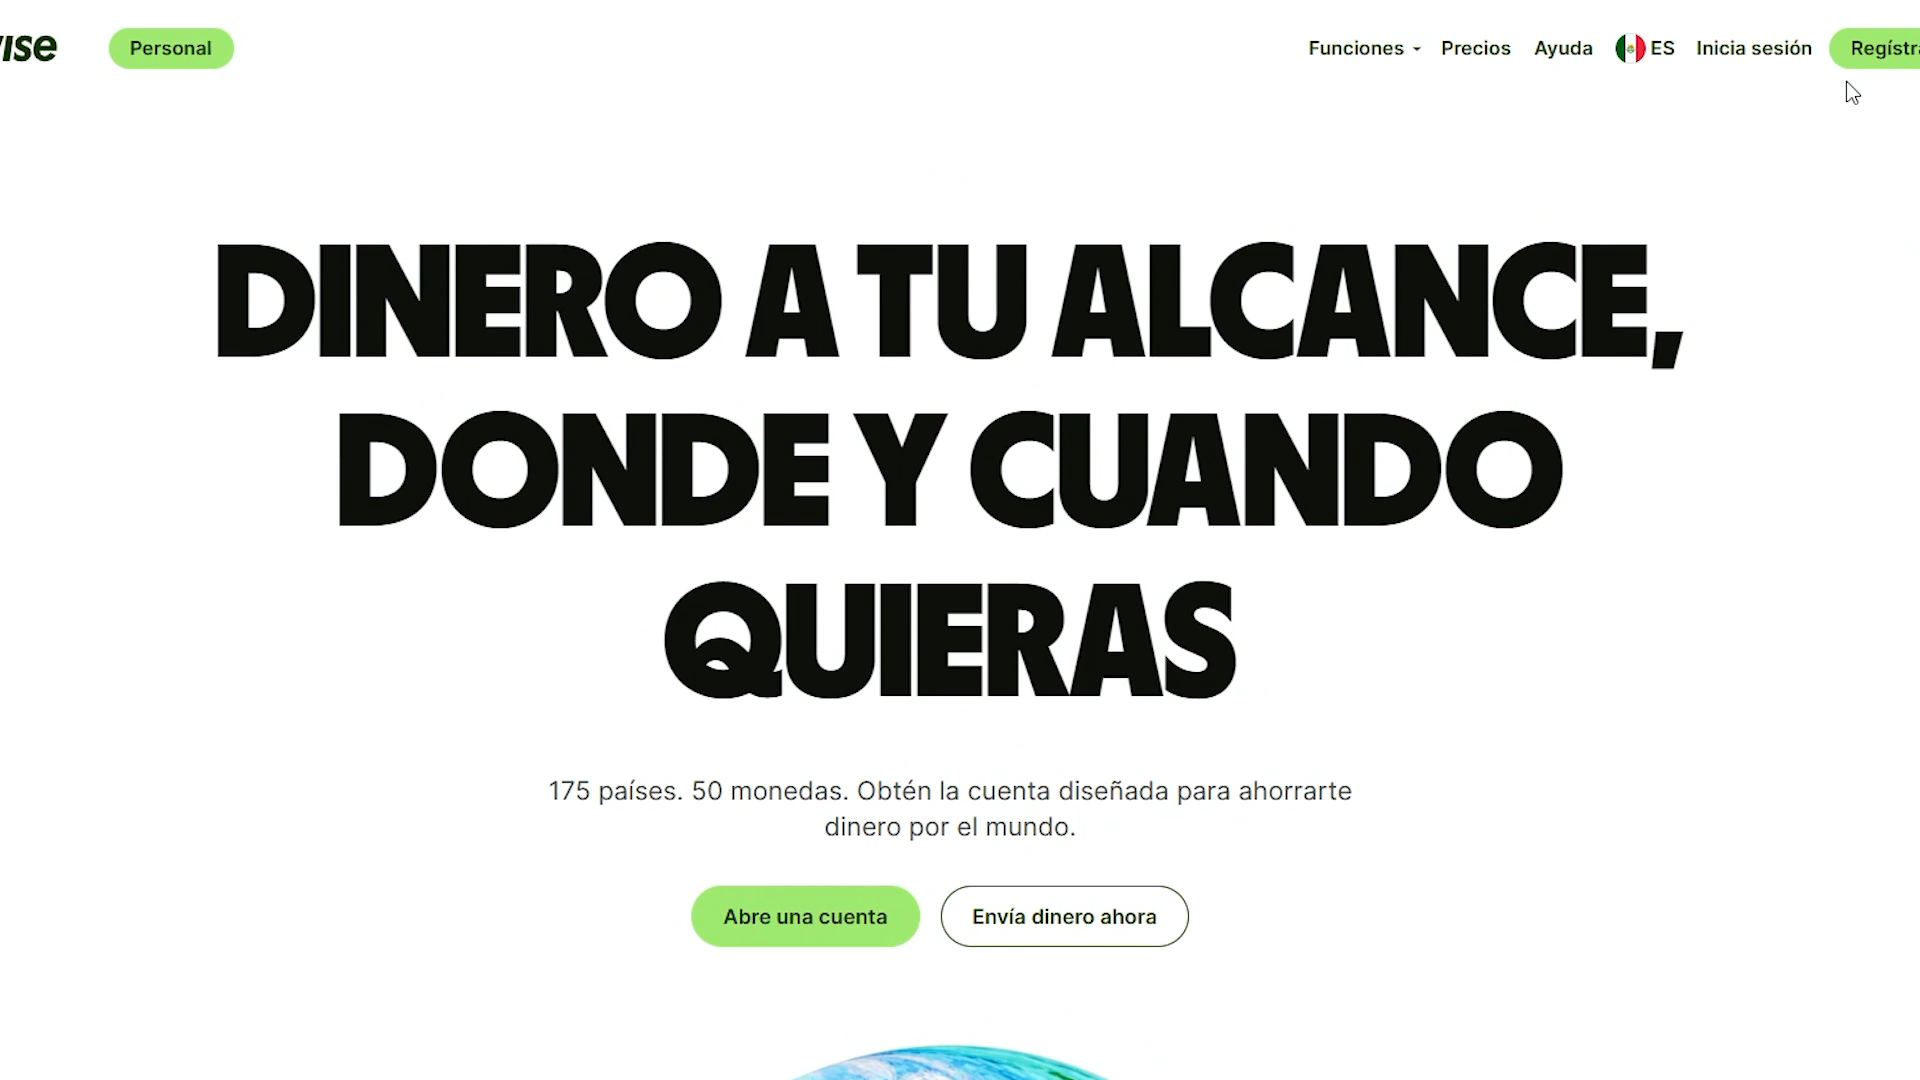 wise
Personal
Funciones
Precios
Ayuda
ES
Inicia sesión
DINERO A TU ALCANCE,
DONDE Y CUANDO
QUIERAS
175 países. 50 monedas. Obtén la cuenta diseñada para ahorrarte
dinero por el mundo.
Abre una cuenta
Envía dinero ahora